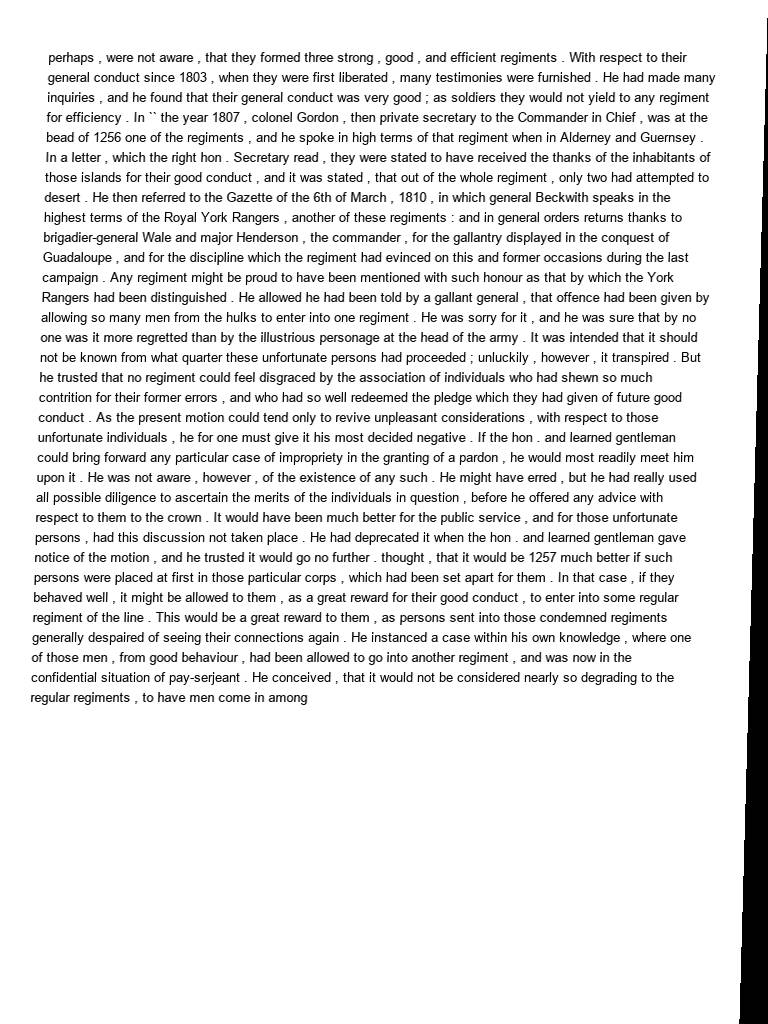 perhaps , were not aware , that they formed three strong , good , and efficient regiments . With respect to their
general conduct since 1803 , when they were first liberated , many testimonies were furnished . He had made many
inquiries , and he found that their general conduct was very good ; as soldiers they would not yield to any regiment
for efficiency . In `` the year 1807 , colonel Gordon , then private secretary to the Commander in Chief , was at the
bead of 1256 one of the regiments , and he spoke in high terms of that regiment when in Alderney and Guernsey .
In a letter , which the right hon . Secretary read , they were stated to have received the thanks of the inhabitants of
those islands for their good conduct , and it was stated , that out of the whole regiment , only two had attempted to
desert . He then referred to the Gazette of the 6th of March , 1810 , in which general Beckwith speaks in the
highest terms of the Royal York Rangers , another of these regiments : and in general orders returns thanks to
brigadier-general Wale and major Henderson , the commander , for the gallantry displayed in the conquest of
Guadaloupe , and for the discipline which the regiment had evinced on this and former occasions during the last
campaign . Any regiment might be proud to have been mentioned with such honour as that by which the York
Rangers had been distinguished . He allowed he had been told by a gallant general , that offence had been given by
allowing so many men from the hulks to enter into one regiment . He was sorry for it , and he was sure that by no
one was it more regretted than by the illustrious personage at the head of the army . It was intended that it should
not be known from what quarter these unfortunate persons had proceeded ; unluckily , however , it transpired . But
he trusted that no regiment could feel disgraced by the association of individuals who had shewn so much
contrition for their former errors , and who had so well redeemed the pledge which they had given of future good
conduct . As the present motion could tend only to revive unpleasant considerations , with respect to those
unfortunate individuals , he for one must give it his most decided negative . If the hon . and learned gentleman
could bring forward any particular case of impropriety in the granting of a pardon , he would most readily meet him
upon it . He was not aware , however , of the existence of any such . He might have erred , but he had really used
all possible diligence to ascertain the merits of the individuals in question , before he offered any advice with
respect to them to the crown . It would have been much better for the public service , and for those unfortunate
persons , had this discussion not taken place . He had deprecated it when the hon . and learned gentleman gave
notice of the motion , and he trusted it would go no further . thought , that it would be 1257 much better if such
persons were placed at first in those particular corps , which had been set apart for them . In that case , if they
behaved well , it might be allowed to them , as a great reward for their good conduct , to enter into some regular
regiment of the line . This would be a great reward to them , as persons sent into those condemned regiments
generally despaired of seeing their connections again . He instanced a case within his own knowledge , where one
of those men , from good behaviour , had been allowed to go into another regiment , and was now in the
confidential situation of pay-serjeant . He conceived , that it would not be considered nearly so degrading to the
regular regiments , to have men come in among